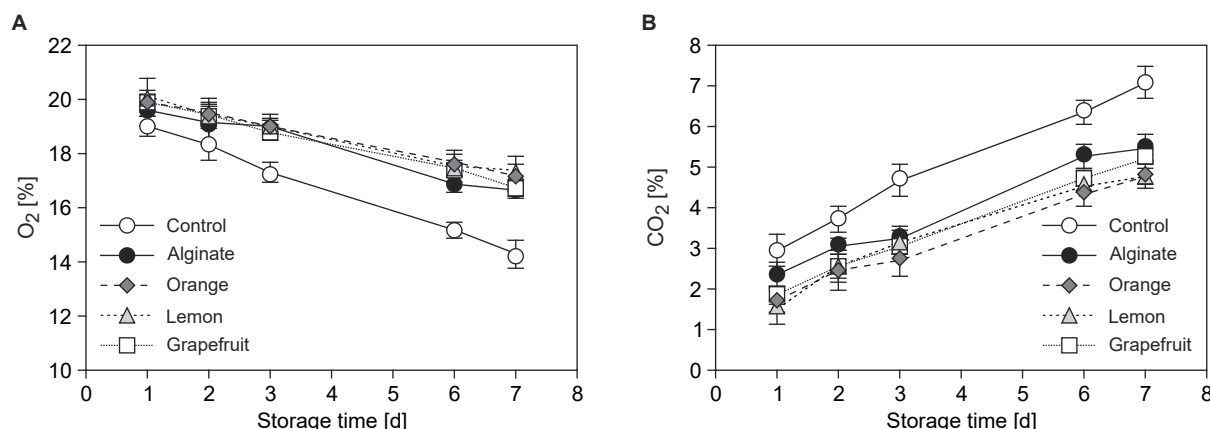 A
O2 [%]
22
20
18
16
14
12
10
Control
Alginate
Orange
Lemon
Grapefruit
0 1 2 3 4 5 6 7 8
Storage time [d]
B
CO2 [%]
8
7
6
5
4
3
2
1
0
Control
Alginate
Orange
Lemon
Grapefruit
0 1 2 3 4 5 6 7 8
Storage time [d]